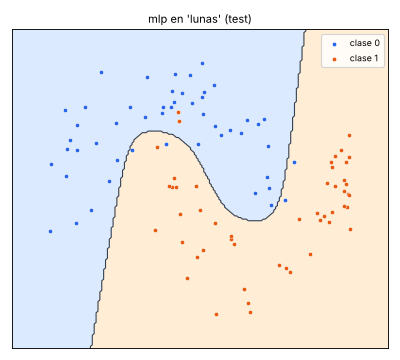 mlp en 'lunas' (test)
clase 0
clase 1